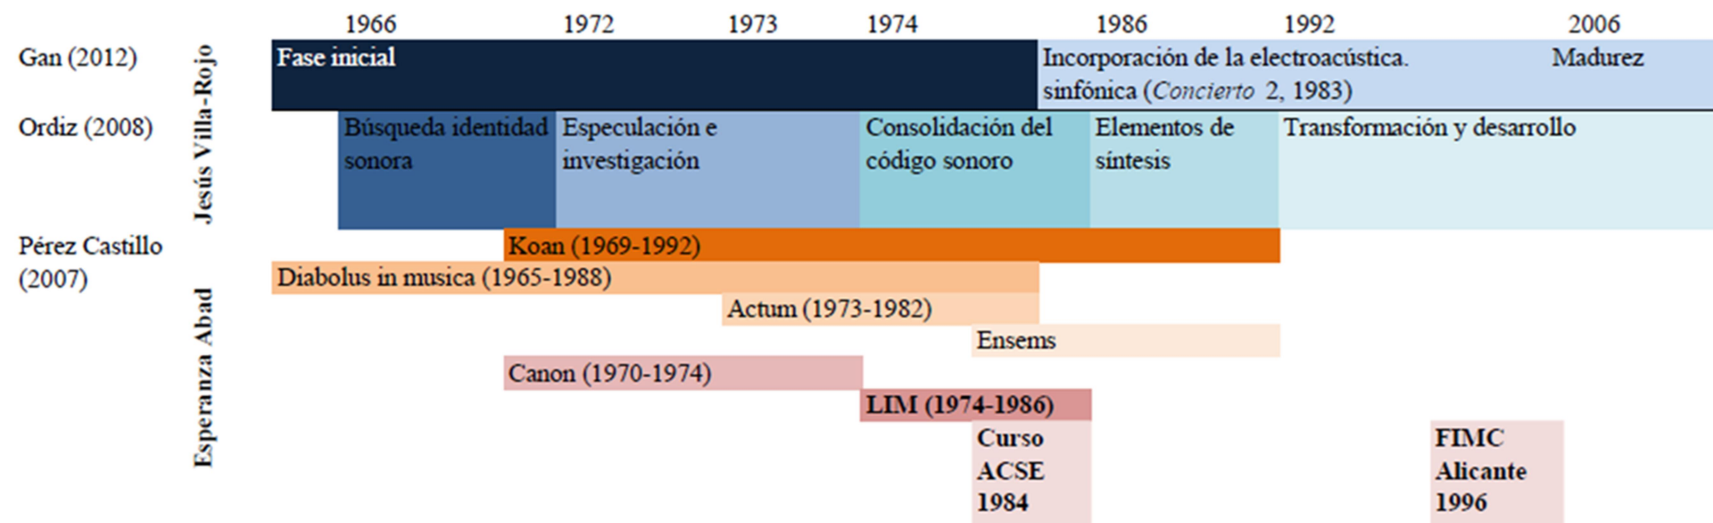 1966 1972 1973 1974 1986 1992 2006
Gan (2012)
Jesús Villa-Rojo
Fase inicial
Incorporación de la electroacústica.
sinfónica (Concierto 2, 1983)
Madurez
Ordiz (2008)
Búsqueda identidad
sonora
Especulación e
investigación
Consolidación del
código sonoro
Elementos de
síntesis
Transformación y desarrollo
Pérez Castillo
(2007)
Esperanza Abad
Koan (1969-1992)
Diabolus in musica (1965-1988)
Actum (1973-1982)
Ensems
Canon (1970-1974)
LIM (1974-1986)
Curso
ACSE
1984
FIMC
Alicante
1996